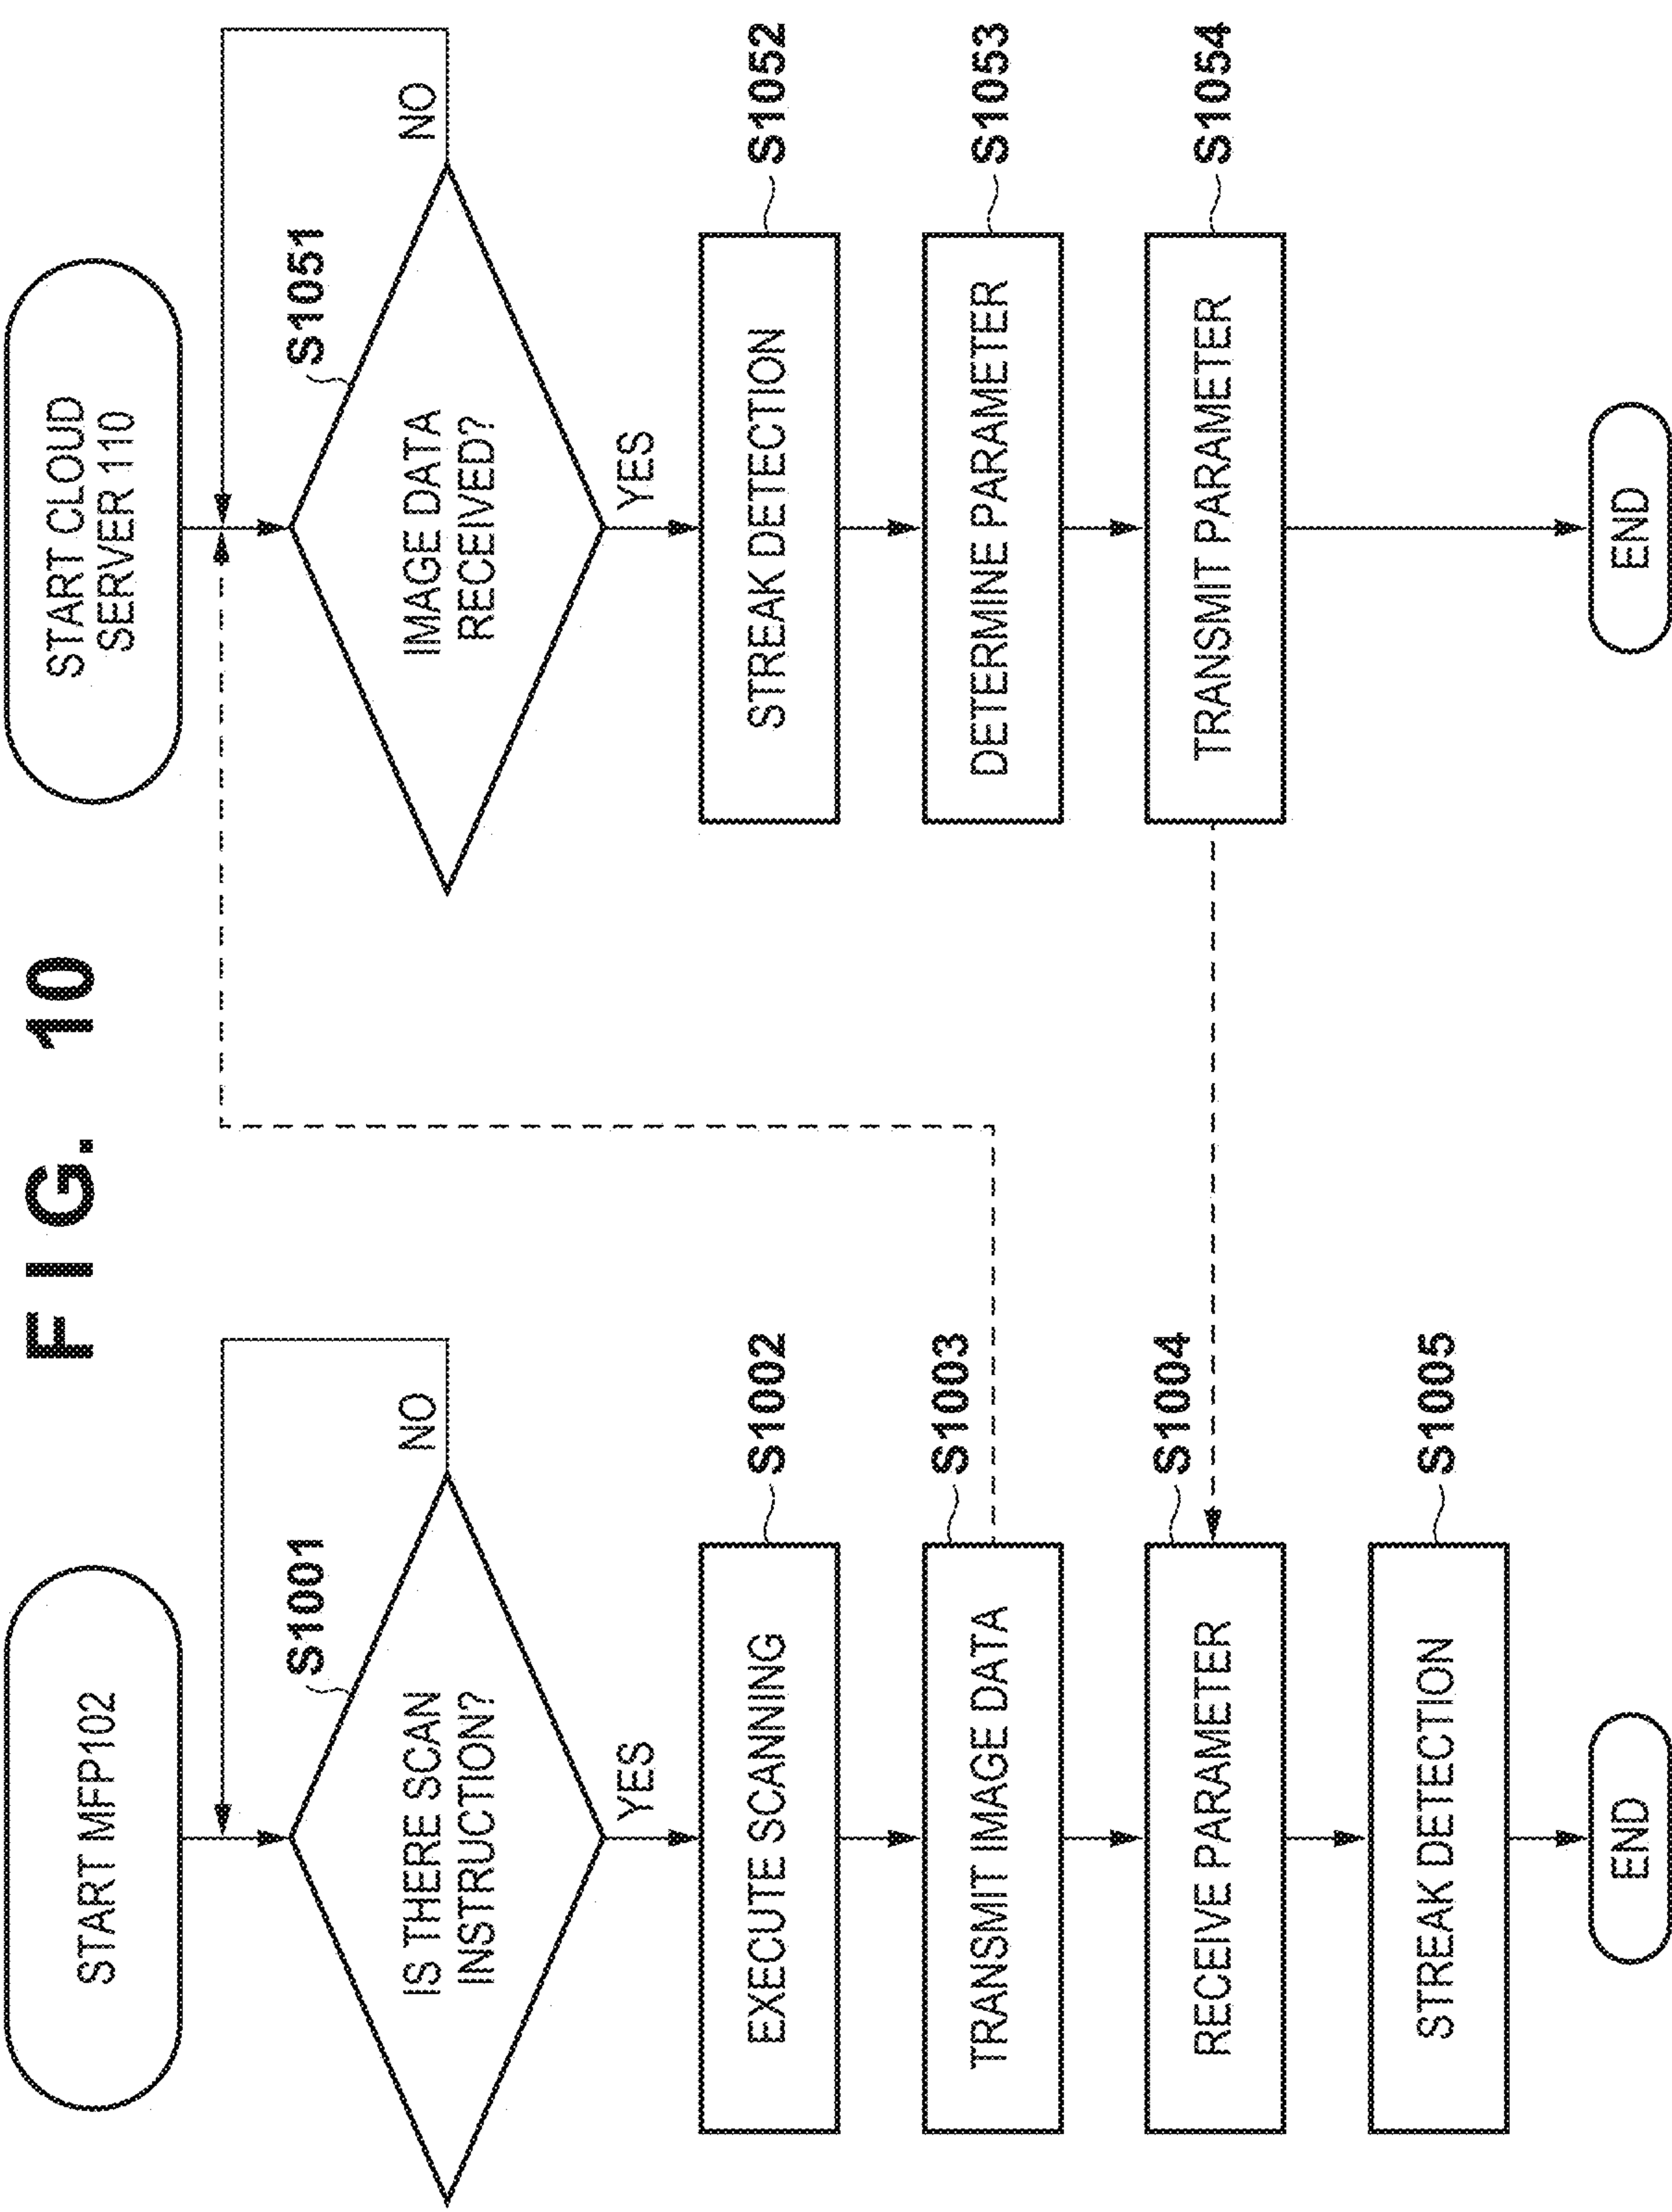 FIG. 10
START MFP102
S1001
IS THERE SCAN
INSTRUCTION?
NO
YES
S1002
EXECUTE SCANNING
S1003
TRANSMIT IMAGE DATA
S1004
RECEIVE PARAMETER
S1005
STREAK DETECTION
END
START CLOUD
SERVER 110
S1051
IMAGE DATA
RECEIVED?
NO
YES
S1052
STREAK DETECTION
S1053
DETERMINE PARAMETER
S1054
TRANSMIT PARAMETER
END